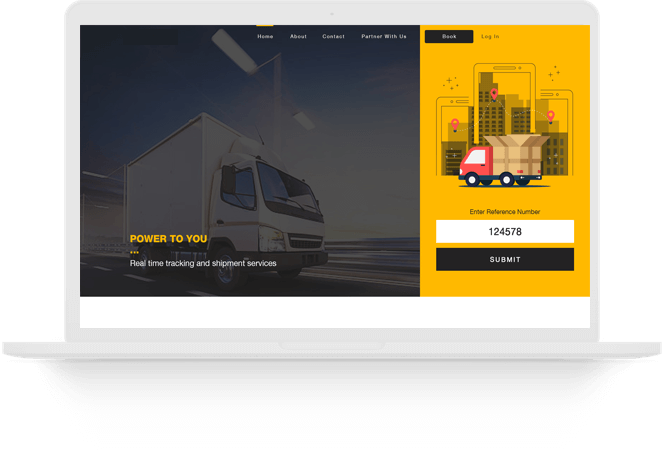 Home About Contact Partner With Us Book Log In
POWER TO YOU
Real time tracking and shipment services
Enter Reference Number
124578
SUBMIT